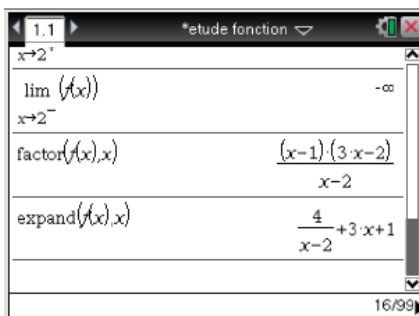 1.1 *etude fonction
x→2⁺
lim (f(x)) -∞
x→2⁻
factor(f(x),x) (x-1)·(3·x-2)
x-2
expand(f(x),x) 4/(x-2)+3·x+1
16/99